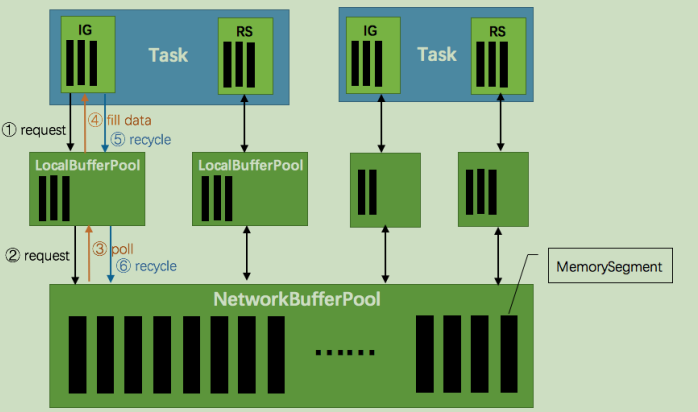 IG
RS
IG
RS
Task
Task
① request
④ fill data
⑤ recycle
LocalBufferPool
LocalBufferPool
② request
③ poll
⑥ recycle
MemorySegment
NetworkBufferPool
......